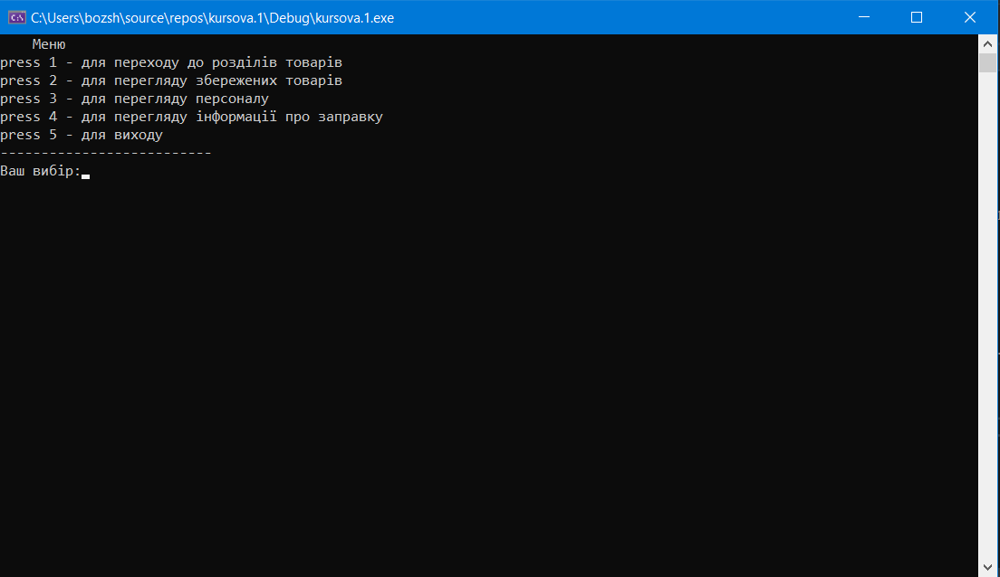 C:\Users\bozsh\source\repos\kursova.1\Debug\kursova.1.exe
Меню
press 1 - для переходу до розділів товарів
press 2 - для перегляду збережених товарів
press 3 - для перегляду персоналу
press 4 - для перегляду інформації про заправку
press 5 - для виходу
--------------------------
Ваш вибір: